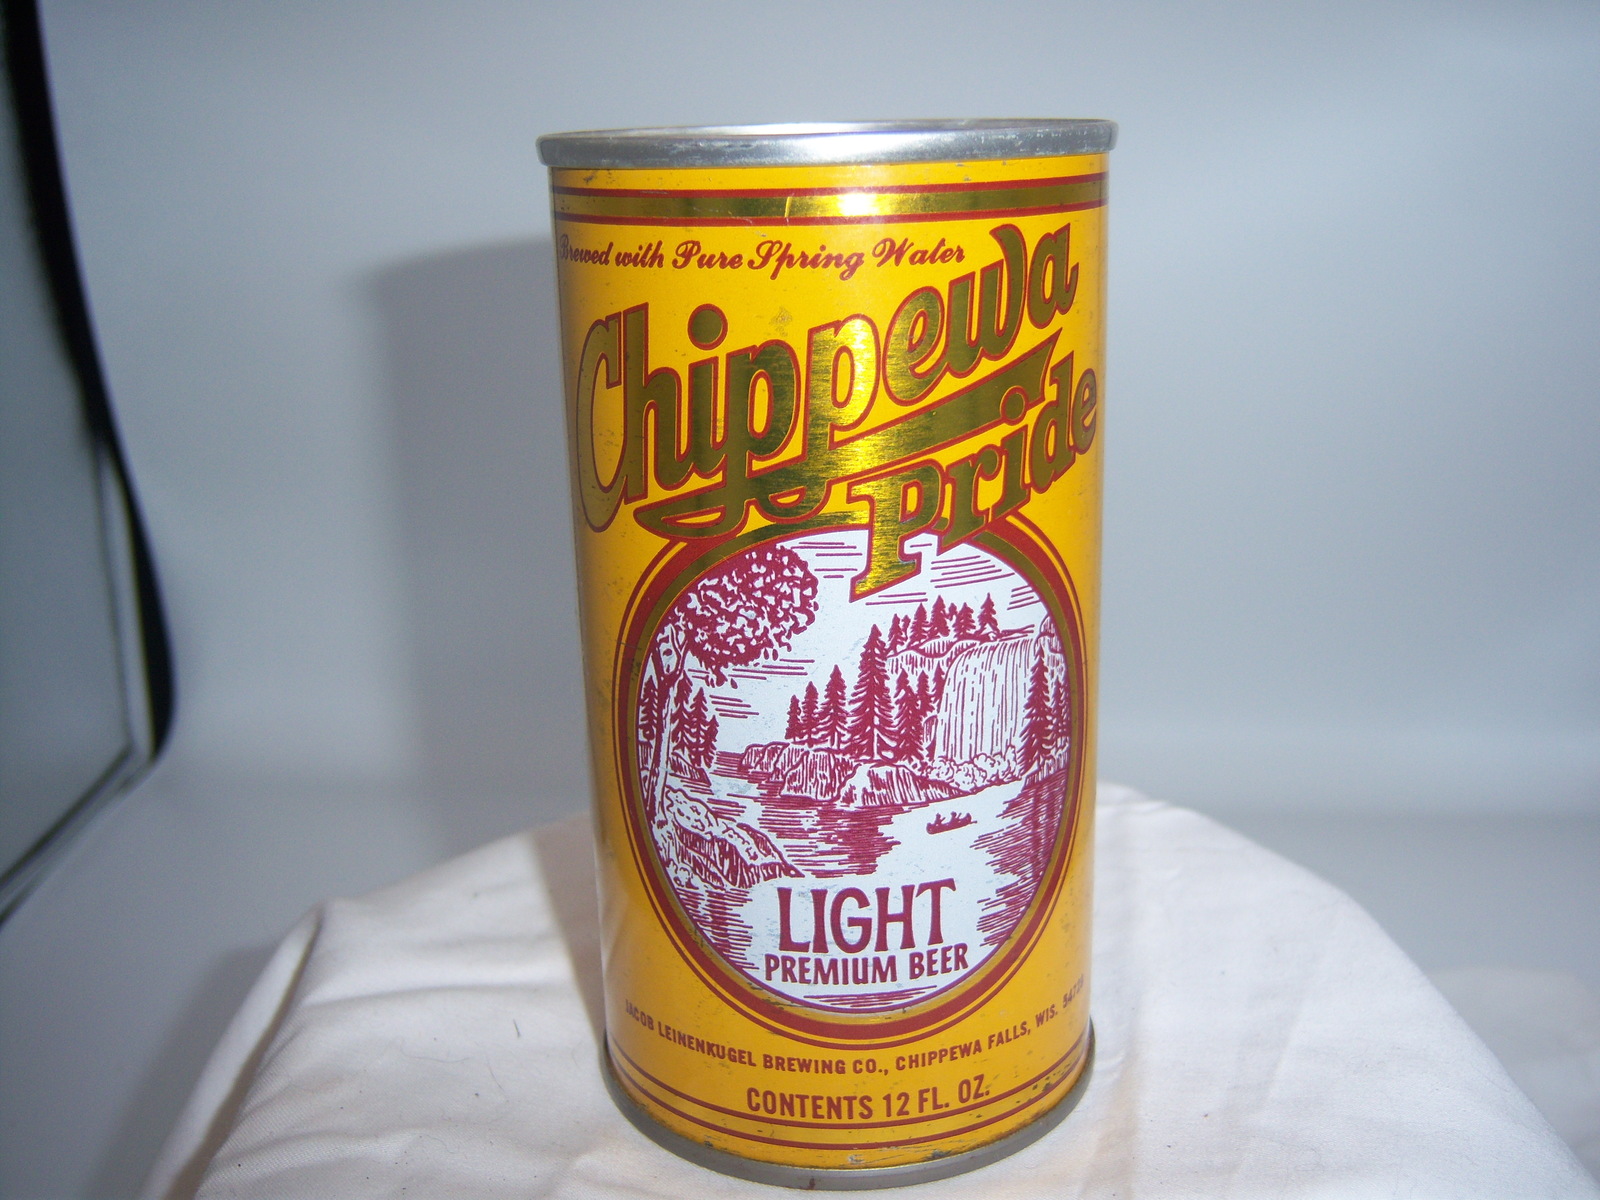 Brewed with Pure Spring Water
Chippewa
Pride
LIGHT
PREMIUM BEER
JACOB LEINENKUGEL BREWING CO., CHIPPEWA FALLS, WIS. 54729
CONTENTS 12 FL. OZ.